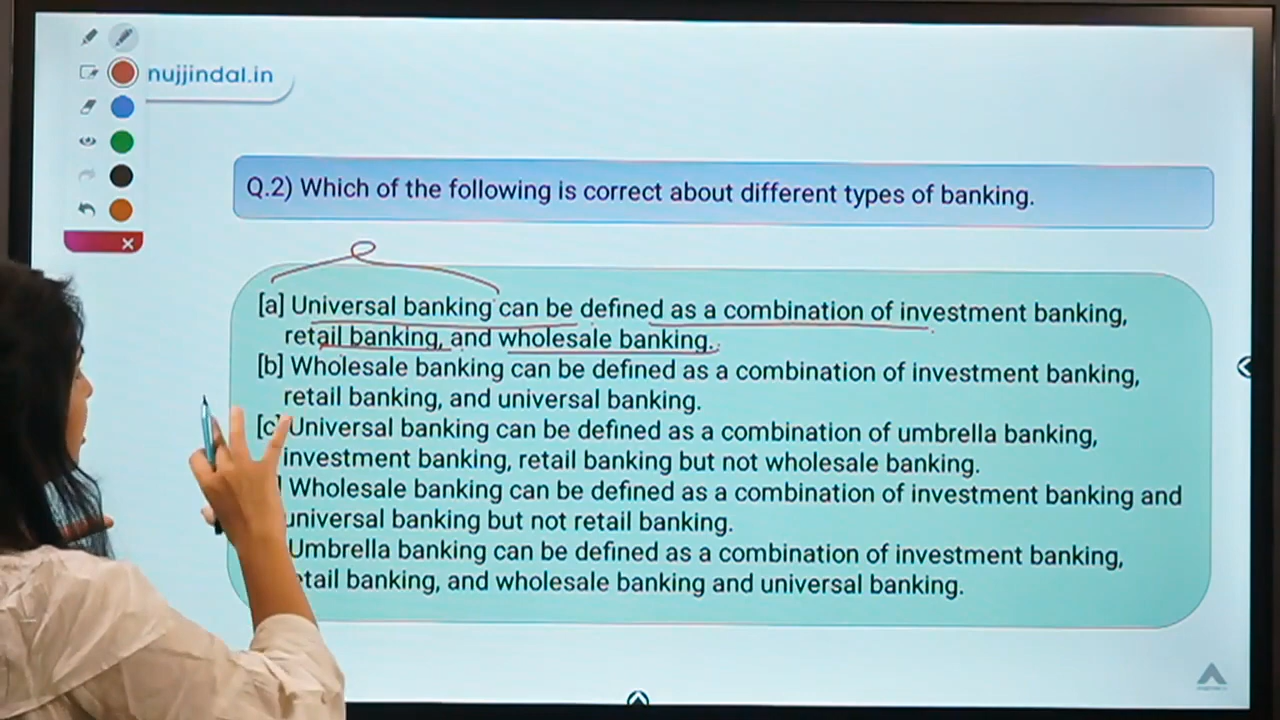 nujjindal.in
Q.2) Which of the following is correct about different types of banking.
[a] Universal banking can be defined as a combination of investment banking,
retail banking, and wholesale banking.
[b] Wholesale banking can be defined as a combination of investment banking,
retail banking, and universal banking.
[c] Universal banking can be defined as a combination of umbrella banking,
investment banking, retail banking but not wholesale banking.
Wholesale banking can be defined as a combination of investment banking and
universal banking but not retail banking.
Umbrella banking can be defined as a combination of investment banking,
etail banking, and wholesale banking and universal banking.